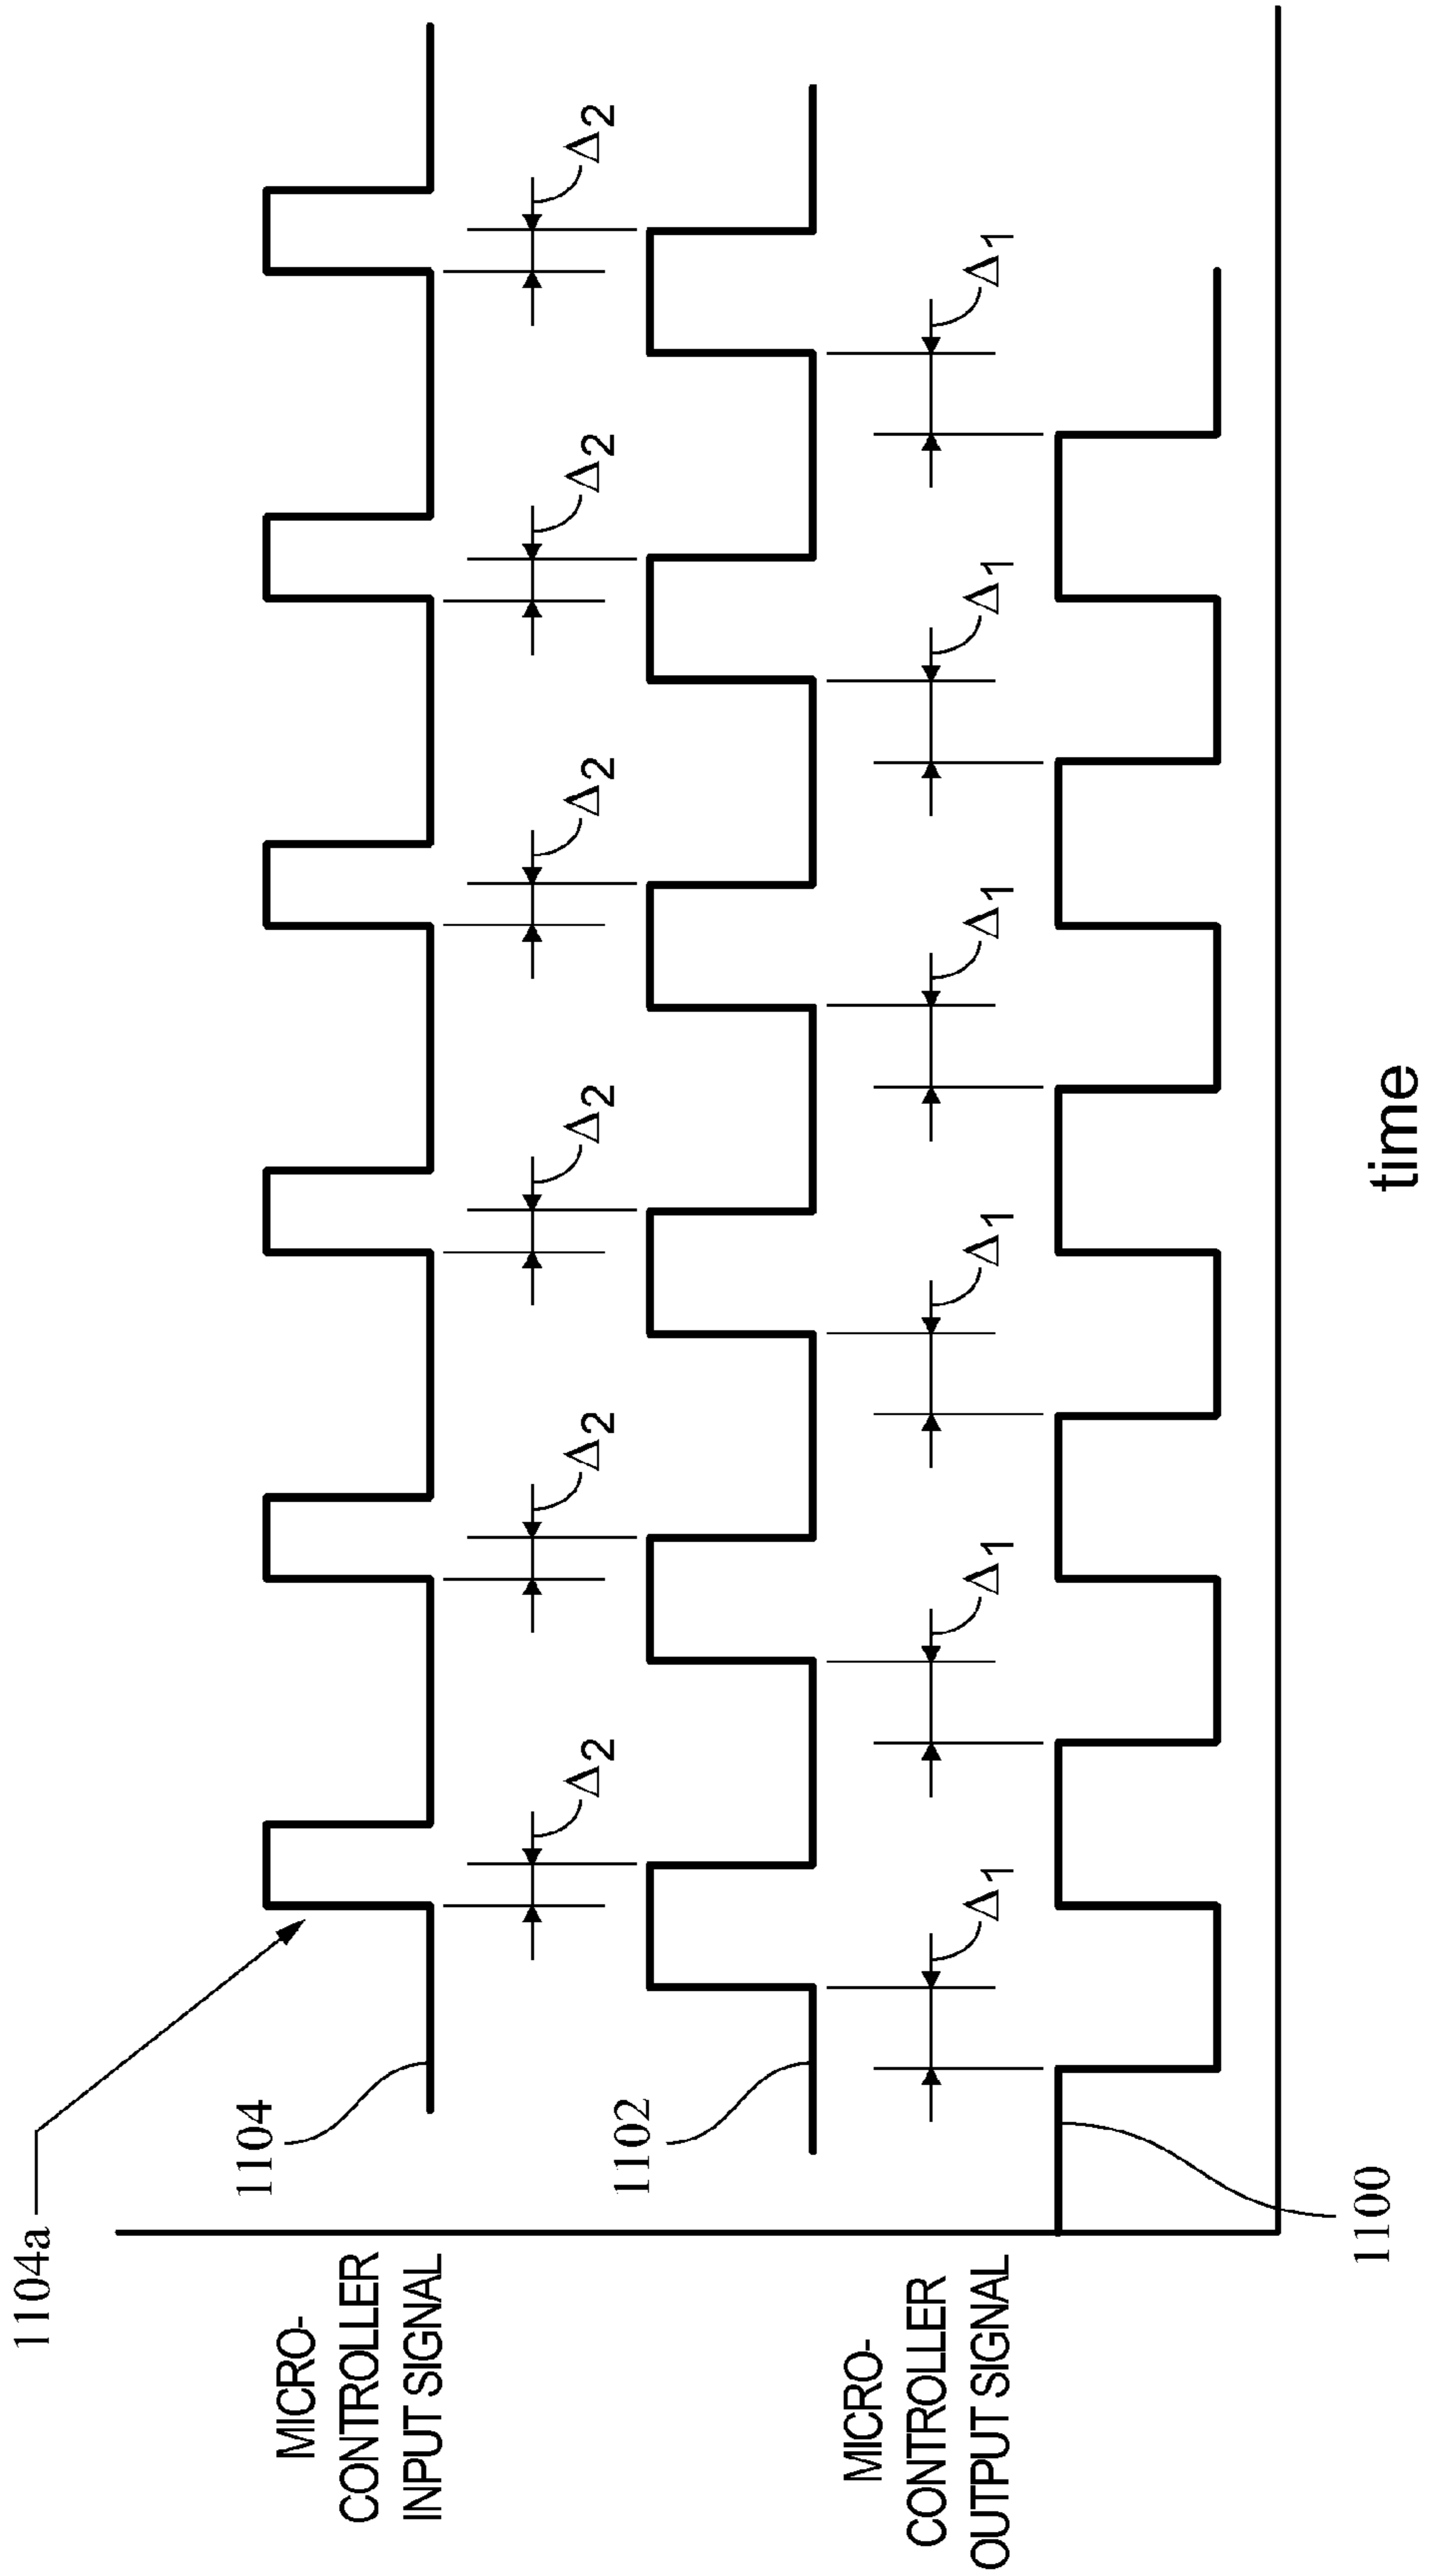 1104a
MICRO-
CONTROLLER
INPUT SIGNAL
1104
Δ2
Δ2
Δ2
Δ2
Δ2
Δ2
1102
MICRO-
CONTROLLER
OUTPUT SIGNAL
Δ1
Δ1
Δ1
Δ1
Δ1
Δ1
1100
time